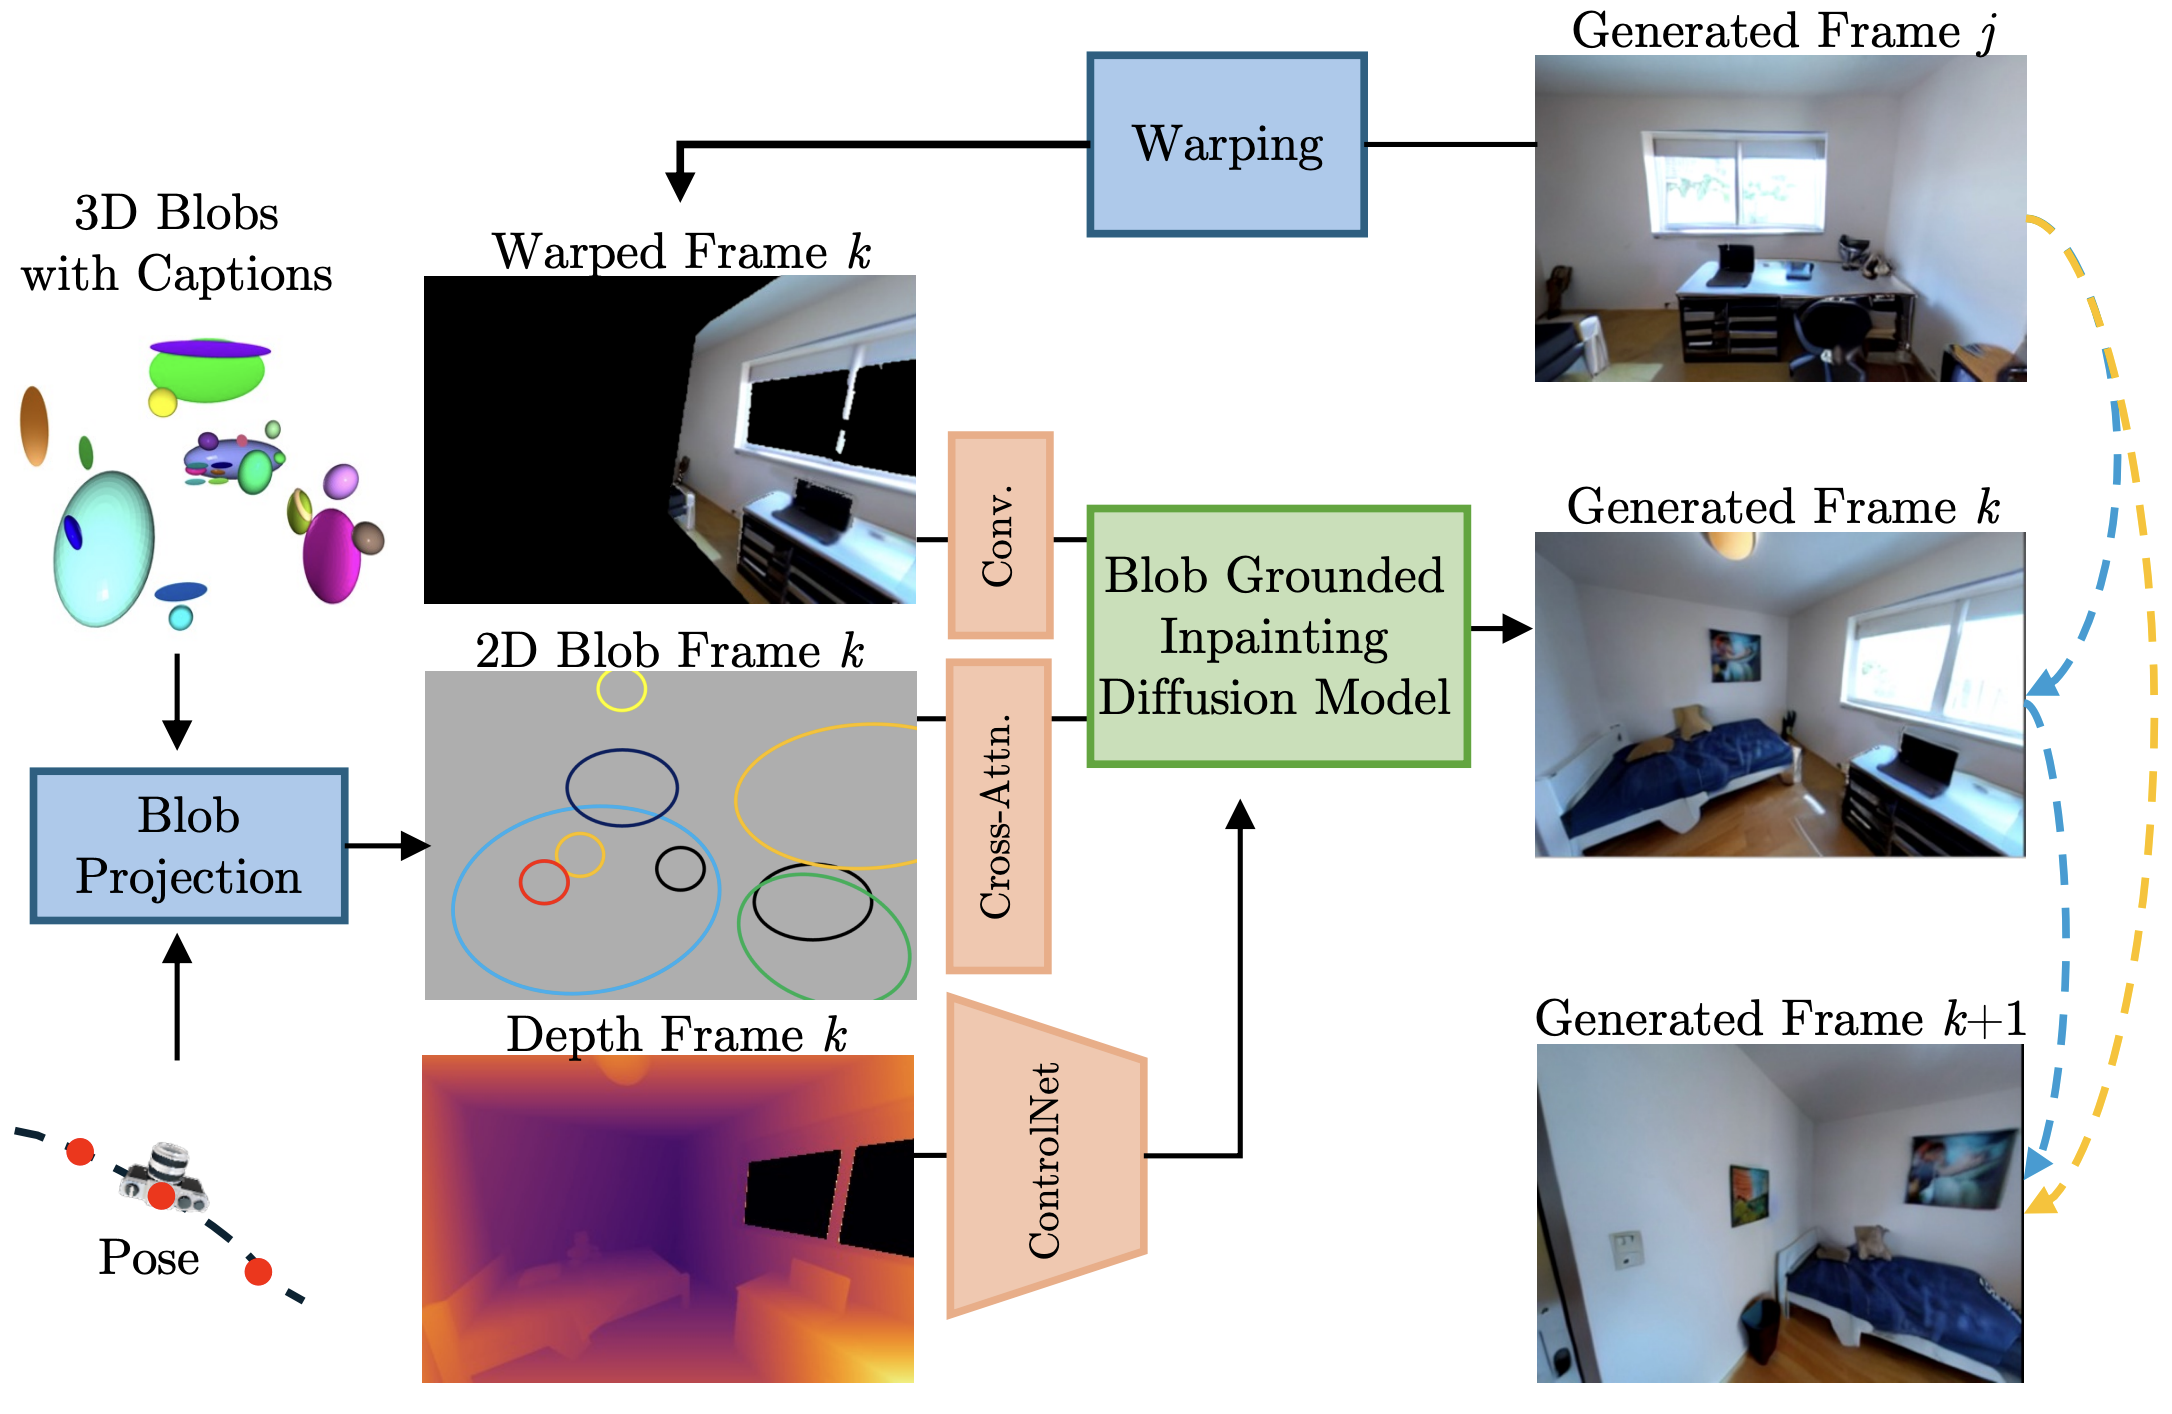 Generated Frame j
Warping
3D Blobs
with Captions
Warped Frame k
Conv.
Generated Frame k
Blob Grounded
Inpainting
Diffusion Model
2D Blob Frame k
Cross-Attn.
Blob
Projection
Depth Frame k
ControlNet
Generated Frame k+1
Pose